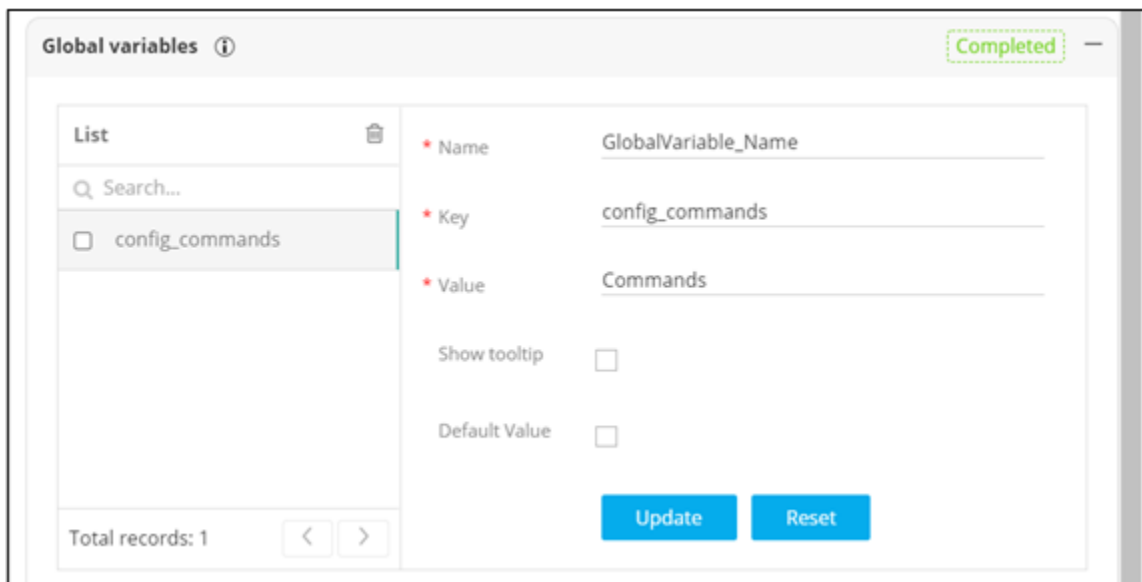 Global variables
Completed
List
Search...
config_commands
Total records: 1
* Name GlobalVariable_Name
* Key config_commands
* Value Commands
Show tooltip
Default Value
Update Reset